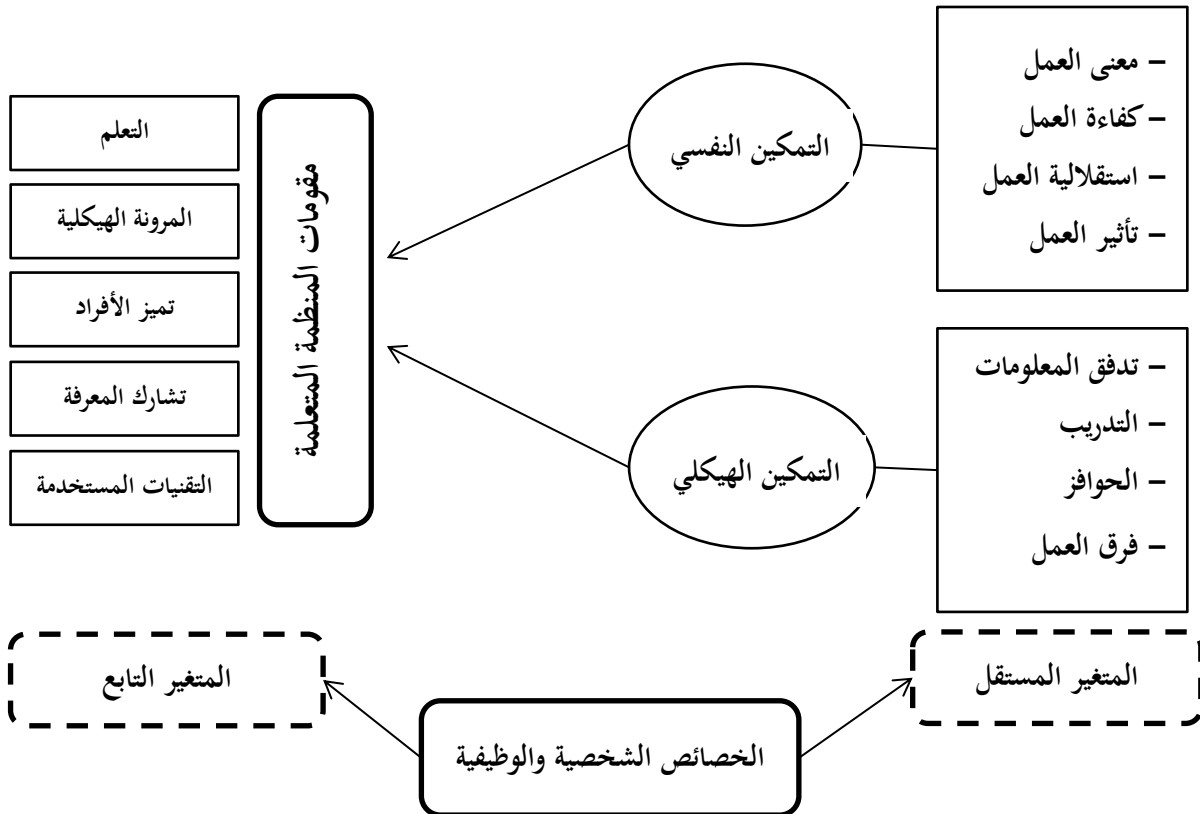 – معنى العمل
– كفاءة العمل
– استقلالية العمل
– تأثير العمل
التمكين النفسي
– تدفق المعلومات
– التدريب
– الحوافز
– فرق العمل
التمكين الهيكلي
مقومات المنظمة المتعلمة
التعلم
المرونة الهيكلية
تميز الأفراد
تشارك المعرفة
التقنيات المستخدمة
المتغير المستقل
المتغير التابع
الخصائص الشخصية والوظيفية